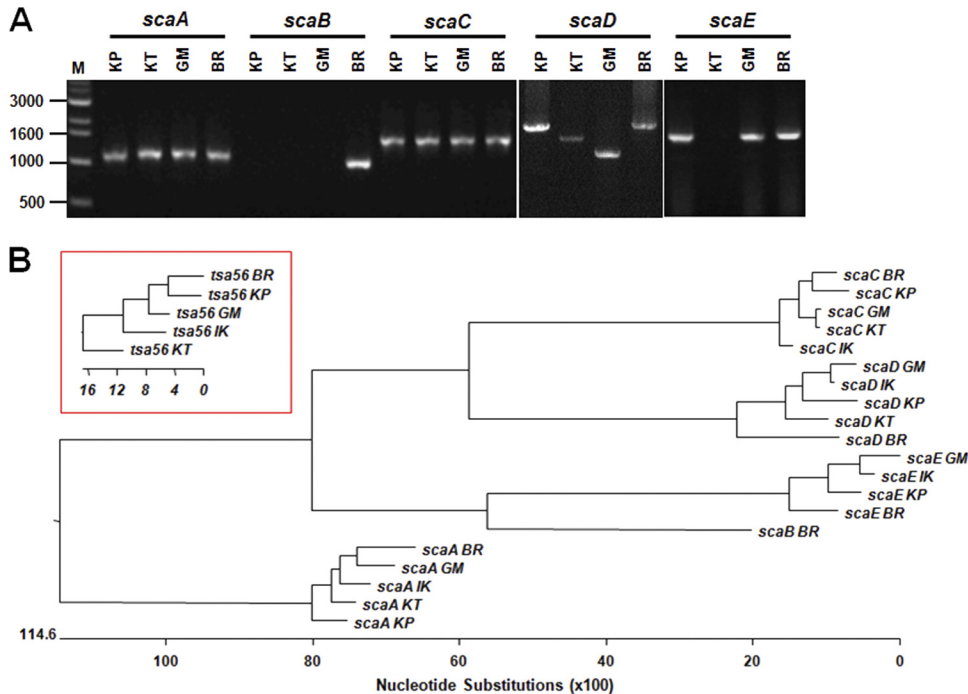 A
scaA scaB scaC scaD scaE
M KP KT GM BR KP KT GM BR KP KT GM BR KP KT GM BR KP KT GM BR
3000
1600
1000
500
B
tsa56 BR
tsa56 KP
tsa56 GM
tsa56 IK
tsa56 KT
16 12 8 4 0
scaC BR
scaC KP
scaC GM
scaC KT
scaC IK
scaD GM
scaD IK
scaD KP
scaD KT
scaD BR
scaE GM
scaE IK
scaE KP
scaE BR
scaB BR
scaA BR
scaA GM
scaA IK
scaA KT
scaA KP
114.6
100 80 60 40 20 0
Nucleotide Substitutions (x100)